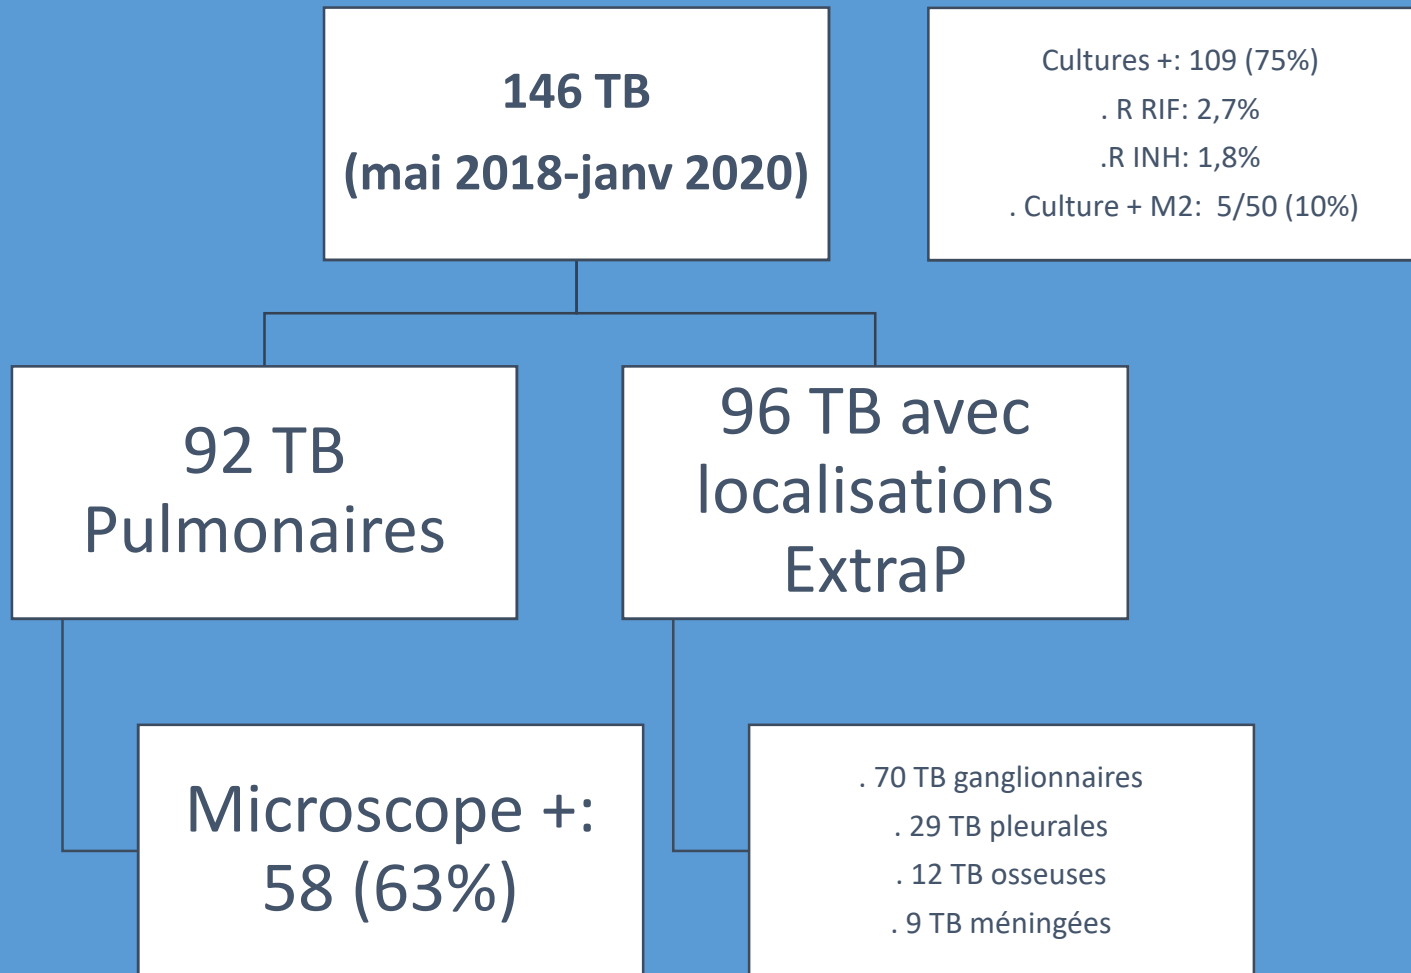 146 TB
(mai 2018-janv 2020)
Cultures +: 109 (75%)
. R RIF: 2,7%
.R INH: 1,8%
. Culture + M2: 5/50 (10%)
92 TB
Pulmonaires
96 TB avec
localisations
ExtraP
Microscope +:
58 (63%)
. 70 TB ganglionnaires
. 29 TB pleurales
. 12 TB osseuses
. 9 TB méningées